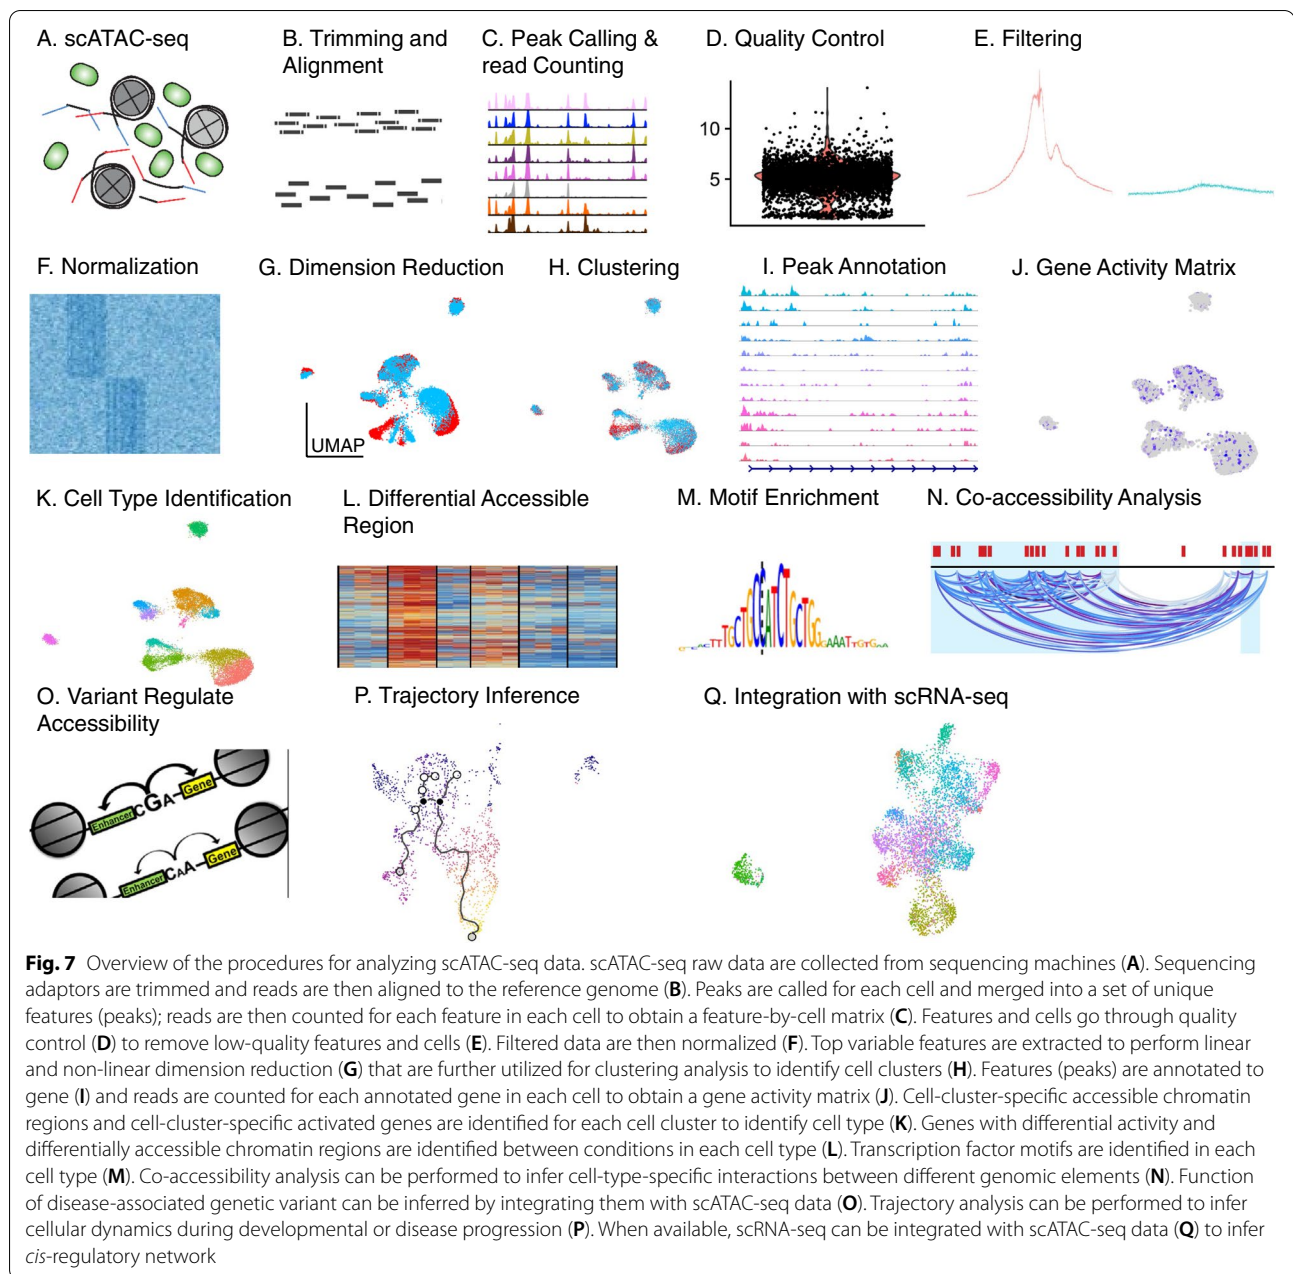 A. scATAC-seq
B. Trimming and
Alignment
C. Peak Calling &
read Counting
D. Quality Control
10
5
E. Filtering
F. Normalization
G. Dimension Reduction
UMAP
H. Clustering
I. Peak Annotation
J. Gene Activity Matrix
K. Cell Type Identification
L. Differential Accessible
Region
M. Motif Enrichment
N. Co-accessibility Analysis
O. Variant Regulate
Accessibility
Enhancer CGA Gene
Enhancer CAA Gene
P. Trajectory Inference
Q. Integration with scRNA-seq
Fig. 7 Overview of the procedures for analyzing scATAC-seq data. scATAC-seq raw data are collected from sequencing machines (A). Sequencing
adaptors are trimmed and reads are then aligned to the reference genome (B). Peaks are called for each cell and merged into a set of unique
features (peaks); reads are then counted for each feature in each cell to obtain a feature-by-cell matrix (C). Features and cells go through quality
control (D) to remove low-quality features and cells (E). Filtered data are then normalized (F). Top variable features are extracted to perform linear
and non-linear dimension reduction (G) that are further utilized for clustering analysis to identify cell clusters (H). Features (peaks) are annotated to
gene (I) and reads are counted for each annotated gene in each cell to obtain a gene activity matrix (J). Cell-cluster-specific accessible chromatin
regions and cell-cluster-specific activated genes are identified for each cell cluster to identify cell type (K). Genes with differential activity and
differentially accessible chromatin regions are identified between conditions in each cell type (L). Transcription factor motifs are identified in each
cell type (M). Co-accessibility analysis can be performed to infer cell-type-specific interactions between different genomic elements (N). Function
of disease-associated genetic variant can be inferred by integrating them with scATAC-seq data (O). Trajectory analysis can be performed to infer
cellular dynamics during developmental or disease progression (P). When available, scRNA-seq can be integrated with scATAC-seq data (Q) to infer
cis-regulatory network